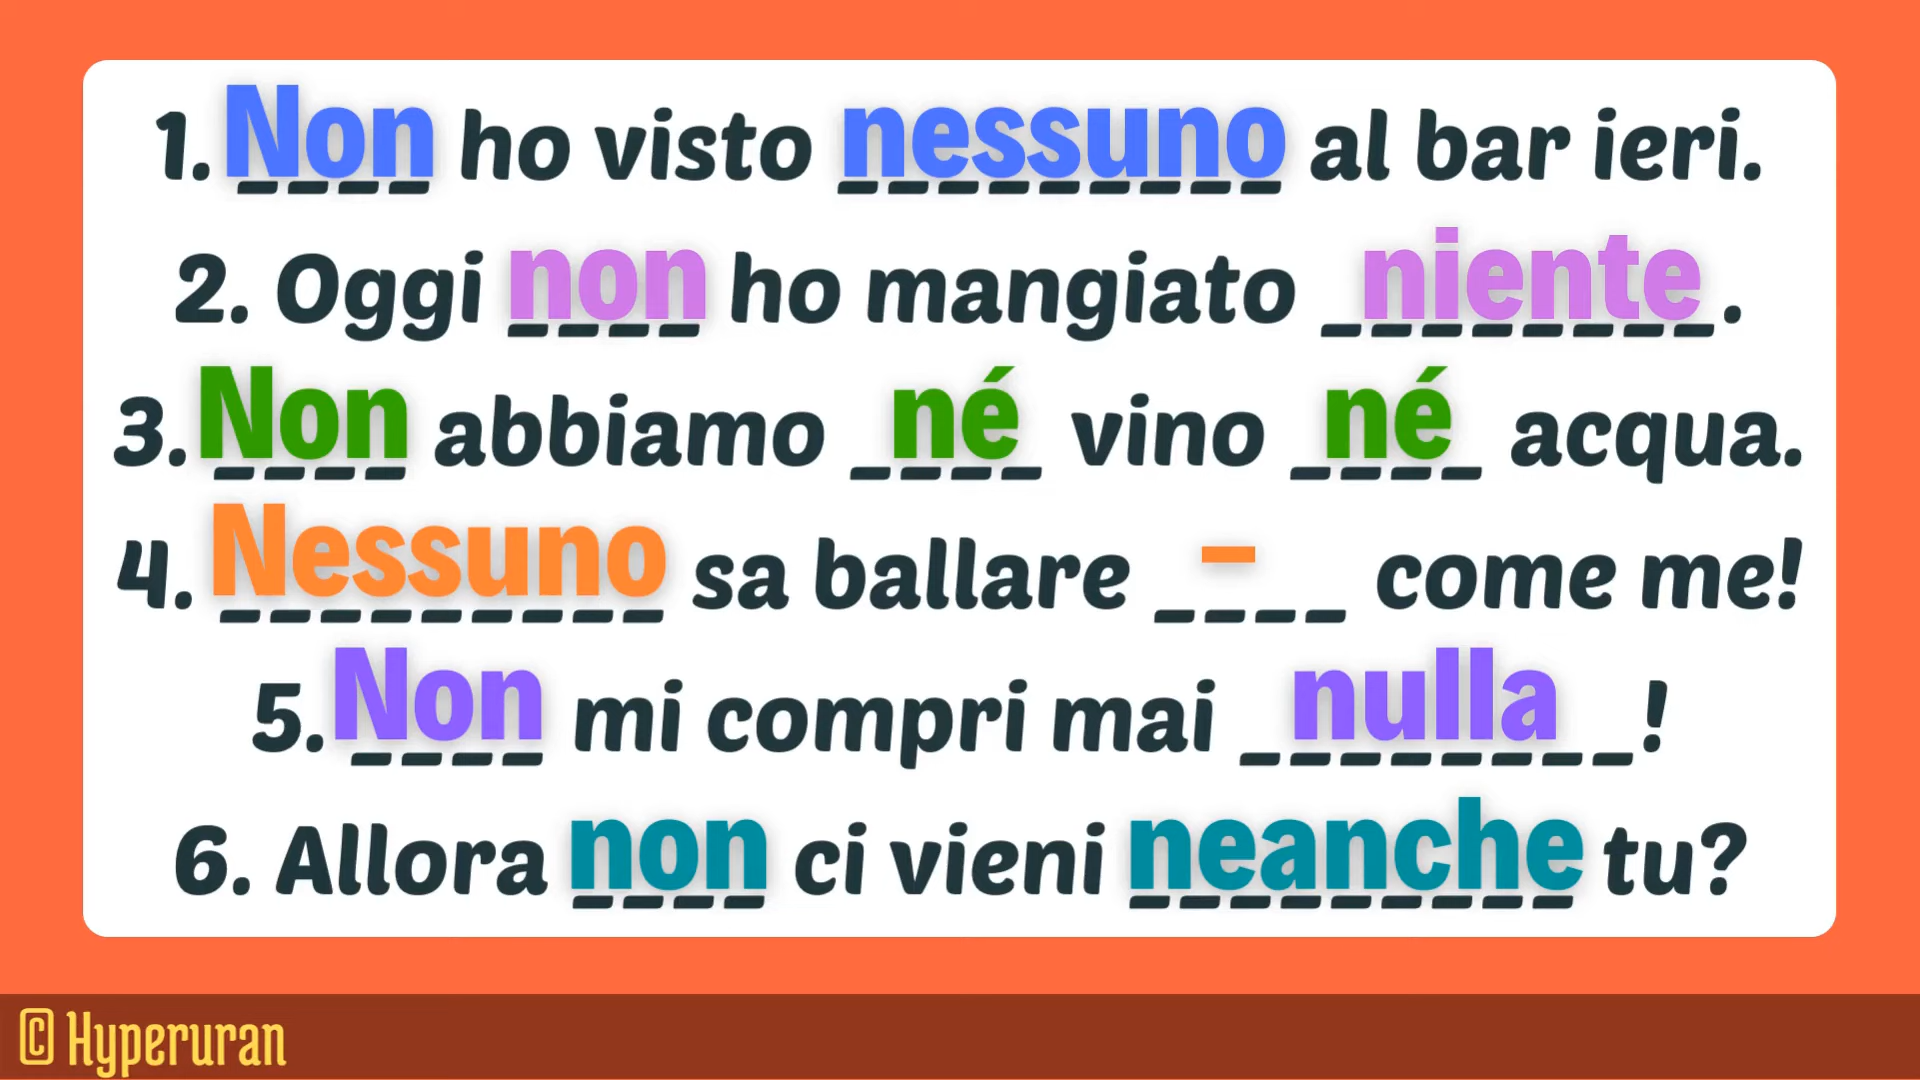 1. Non ho visto nessuno al bar ieri.
2. Oggi non ho mangiato niente.
3. Non abbiamo né vino né acqua.
4. Nessuno sa ballare – come me!
5. Non mi compri mai nulla!
6. Allora non ci vieni neanche tu?
© Hyperuran